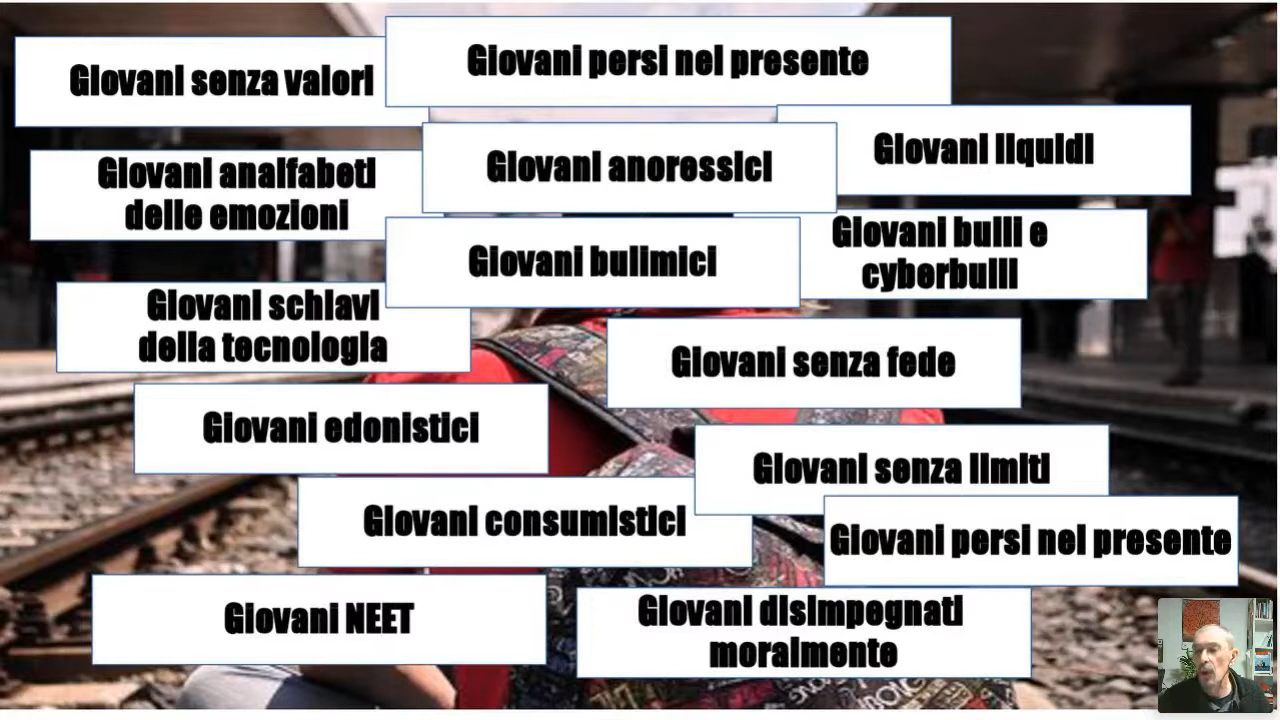 Giovani persi nel presente
Giovani senza valori
Giovani liquidi
Giovani anoressici
Giovani analfabeti
delle emozioni
Giovani bulli e
cyberbulli
Giovani bulimici
Giovani schiavi
della tecnologia
Giovani senza fede
Giovani edonistici
Giovani senza limiti
Giovani consumistici
Giovani persi nel presente
Giovani NEET
Giovani disimpegnati
moralmente